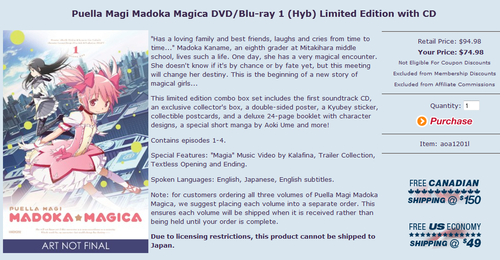 Puella Magi Madoka Magica DVD/Blu-ray 1 (Hyb) Limited Edition with CD
1
PUELLA MAGI
MADOKA★MAGICA
ART NOT FINAL
"Has a loving family and best friends, laughs and cries from time to
time..." Madoka Kaname, an eighth grader at Mitakihara middle
school, lives such a life. One day, she has a very magical encounter.
She doesn't know if it's by chance or by fate yet, but this meeting
will change her destiny. This is the beginning of a new story of
magical girls...
This limited edition combo box set includes the first soundtrack CD,
an exclusive collector's box, a double-sided poster, a Kyubey sticker,
collectible postcards, and a deluxe 24-page booklet with character
designs, a special short manga by Aoki Ume and more!
Contains episodes 1-4.
Special Features: "Magia" Music Video by Kalafina, Trailer Collection,
Textless Opening and Ending.
Spoken Languages: English, Japanese, English subtitles.
Note: for customers ordering all three volumes of Puella Magi Madoka
Magica, we suggest placing each volume into a separate order. This
ensures each volume will be shipped when it is received rather than
being held until your order is complete.
Due to licensing restrictions, this product cannot be shipped to
Japan.
Retail Price: $94.98
Your Price: $74.98
Not Eligible For Coupon Discounts
Excluded from Membership Discounts
Excluded from Affiliate Commissions
Quantity: 1
Purchase
Item: aoa1201l
FREE CANADIAN
SHIPPING @ $150
FREE US ECONOMY
SHIPPING @ $49